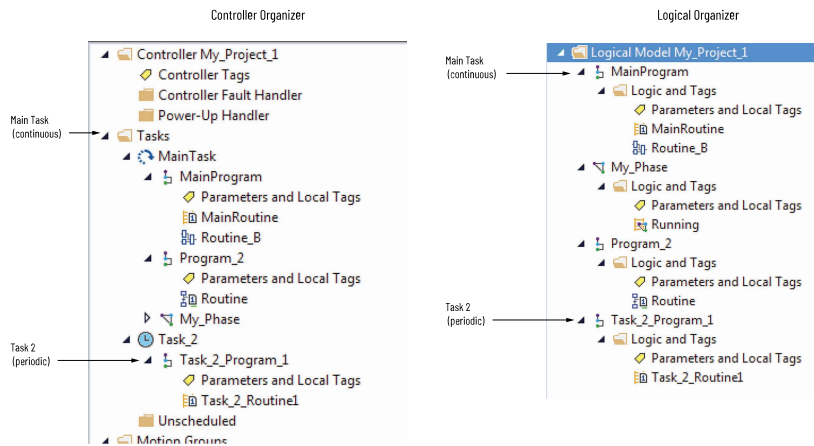 Controller Organizer
Controller My_Project_1
Controller Tags
Controller Fault Handler
Power-Up Handler
Main Task
(continuous)
Tasks
MainTask
MainProgram
Parameters and Local Tags
MainRoutine
Routine_B
Program_2
Parameters and Local Tags
Routine
My_Phase
Task_2
Task 2
(periodic)
Task_2_Program_1
Parameters and Local Tags
Task_2_Routine1
Unscheduled
Motion Groups
Logical Organizer
Logical Model My_Project_1
Main Task
(continuous)
MainProgram
Logic and Tags
Parameters and Local Tags
MainRoutine
Routine_B
My_Phase
Logic and Tags
Parameters and Local Tags
Running
Program_2
Logic and Tags
Parameters and Local Tags
Routine
Task 2
(periodic)
Task_2_Program_1
Logic and Tags
Parameters and Local Tags
Task_2_Routine1